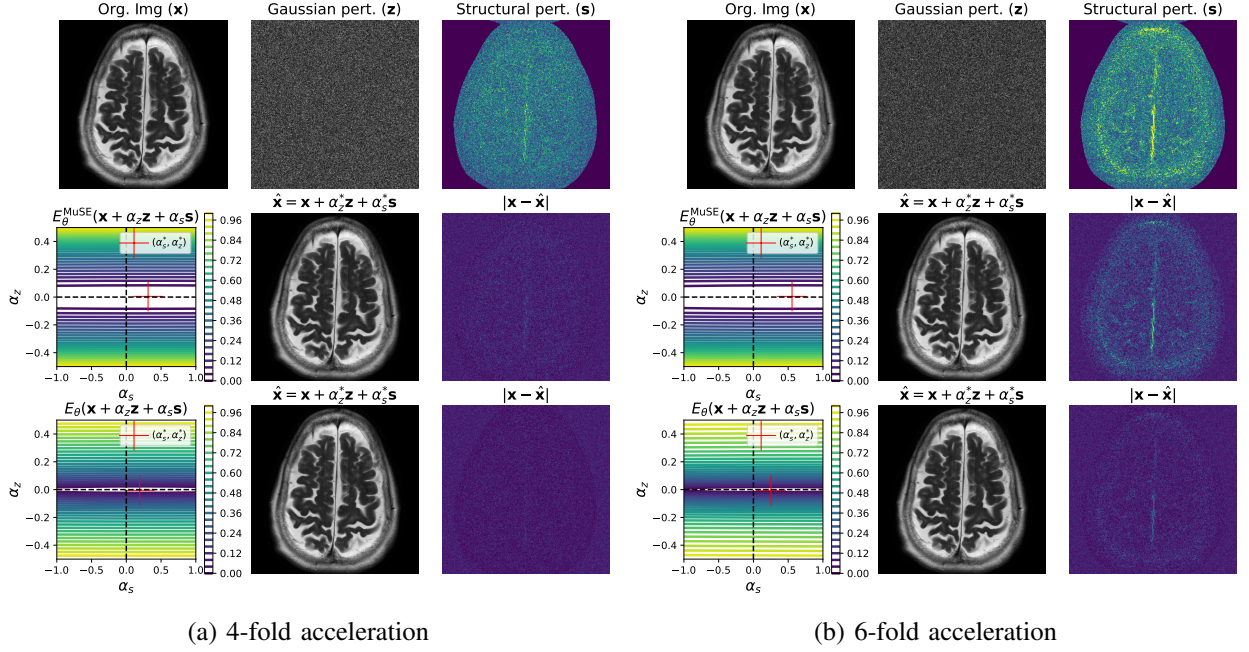 Org. Img (x) Gaussian pert. (z) Structural pert. (s)
E_θ^MuSE(x + α_z z + α_s s) x̂ = x + α_z^* z + α_s^* s |x − x̂|
(α_s^*, α_z^*)
α_z
0.4
0.2
0.0
−0.2
−0.4
−1.0 −0.5 0.0 0.5 1.0
α_s
0.96
0.84
0.72
0.60
0.48
0.36
0.24
0.12
0.00
E_θ(x + α_z z + α_s s) x̂ = x + α_z^* z + α_s^* s |x − x̂|
(α_s^*, α_z^*)
α_z
0.4
0.2
0.0
−0.2
−0.4
−1.0 −0.5 0.0 0.5 1.0
α_s
0.96
0.84
0.72
0.60
0.48
0.36
0.24
0.12
0.00
(a) 4-fold acceleration
Org. Img (x) Gaussian pert. (z) Structural pert. (s)
E_θ^MuSE(x + α_z z + α_s s) x̂ = x + α_z^* z + α_s^* s |x − x̂|
(α_s^*, α_z^*)
α_z
0.4
0.2
0.0
−0.2
−0.4
−1.0 −0.5 0.0 0.5 1.0
α_s
0.96
0.84
0.72
0.60
0.48
0.36
0.24
0.12
0.00
E_θ(x + α_z z + α_s s) x̂ = x + α_z^* z + α_s^* s |x − x̂|
(α_s^*, α_z^*)
α_z
0.4
0.2
0.0
−0.2
−0.4
−1.0 −0.5 0.0 0.5 1.0
α_s
0.96
0.84
0.72
0.60
0.48
0.36
0.24
0.12
0.00
(b) 6-fold acceleration